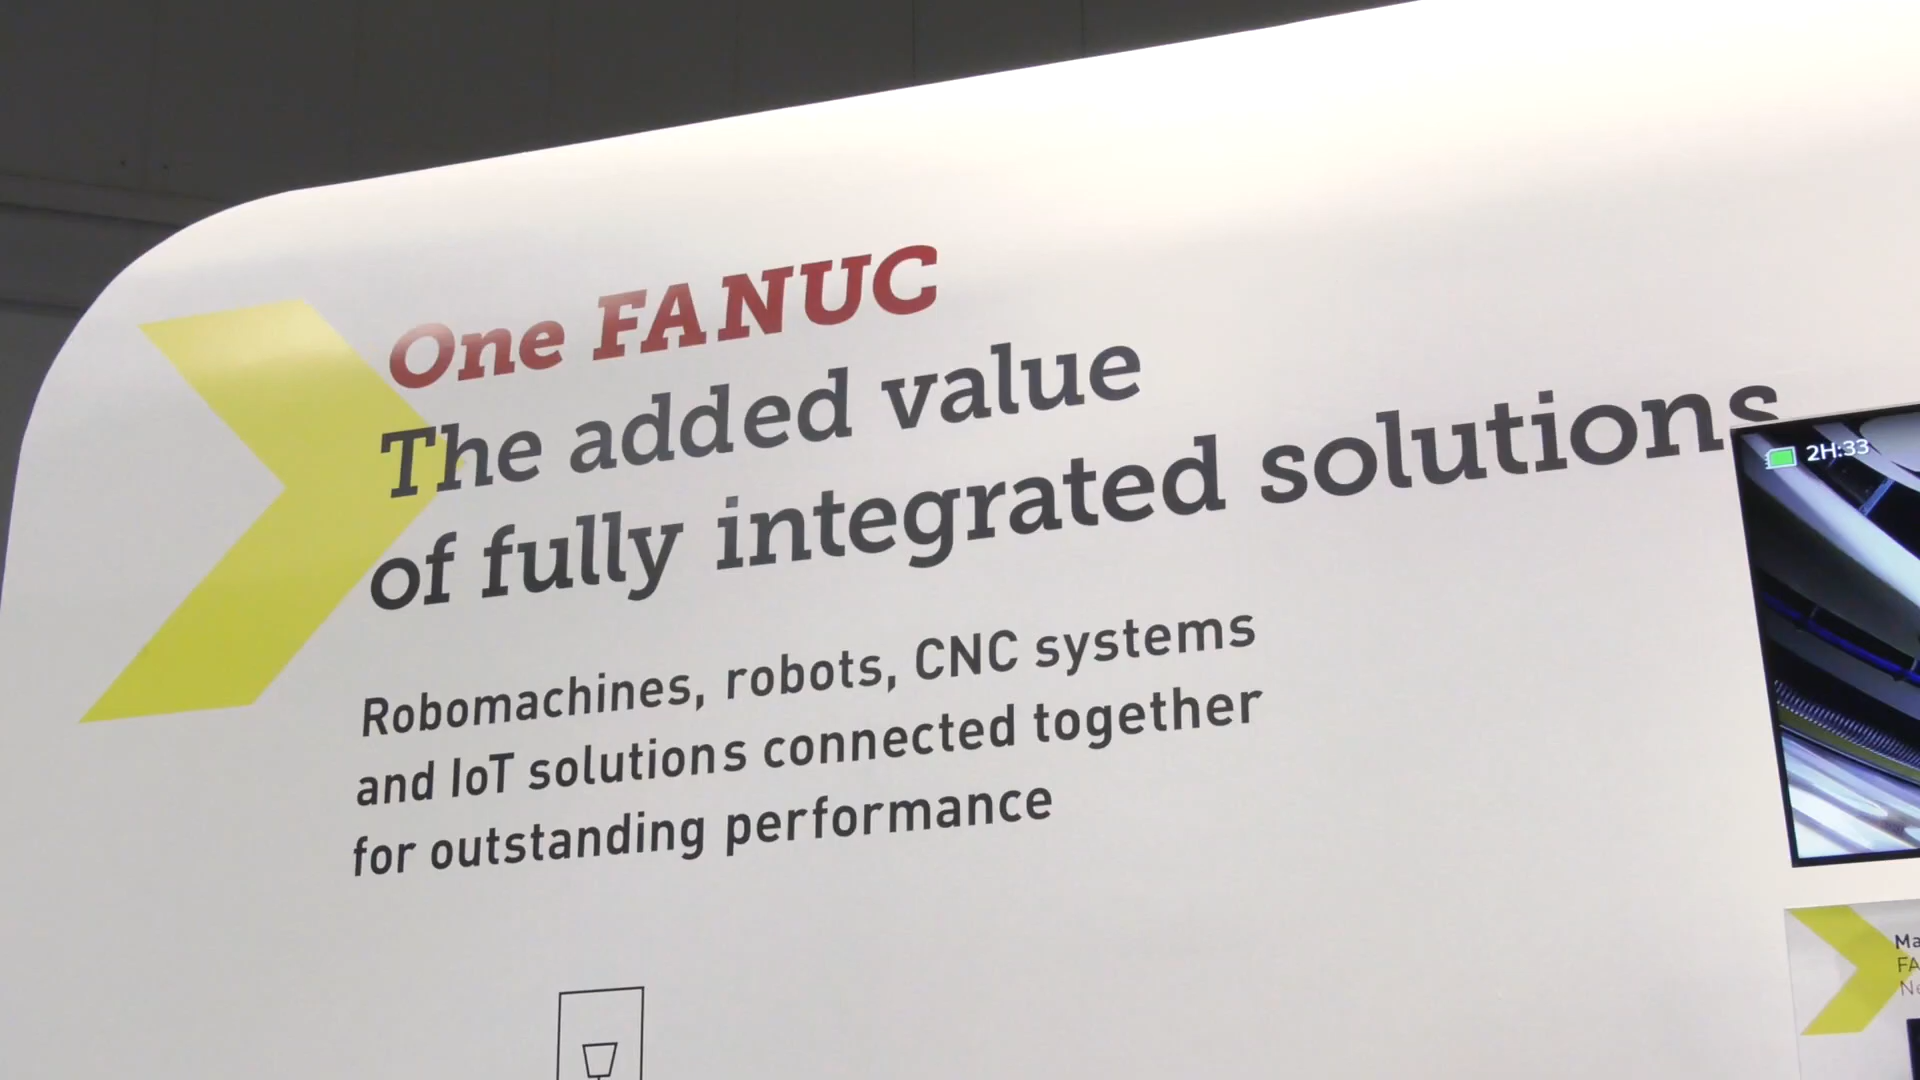 One FANUC
The added value
of fully integrated solutions
Robomachines, robots, CNC systems
and IoT solutions connected together
for outstanding performance
2H:33